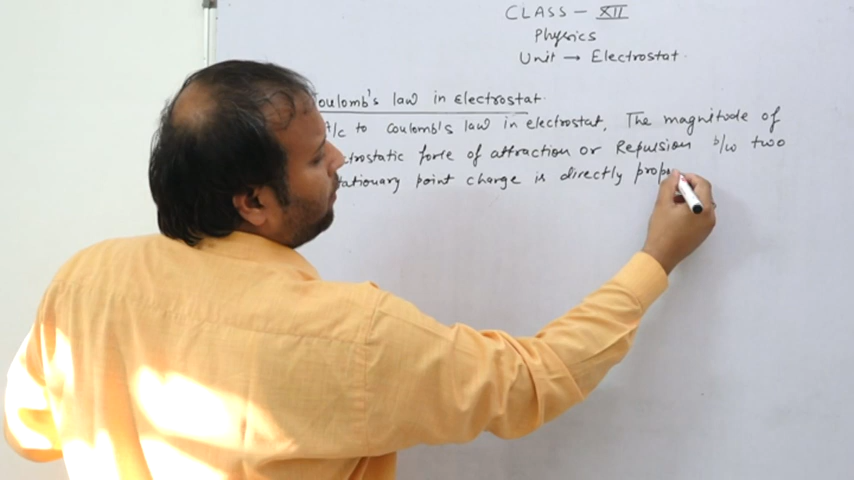 CLASS – XII
Physics
Unit → Electrostat.
oulomb's law in Electrostat.
A/c to Coulomb's law in electrostat, The magnitude of
trostatic force of attraction or Repulsion b/w two
tationary point charge is directly prop